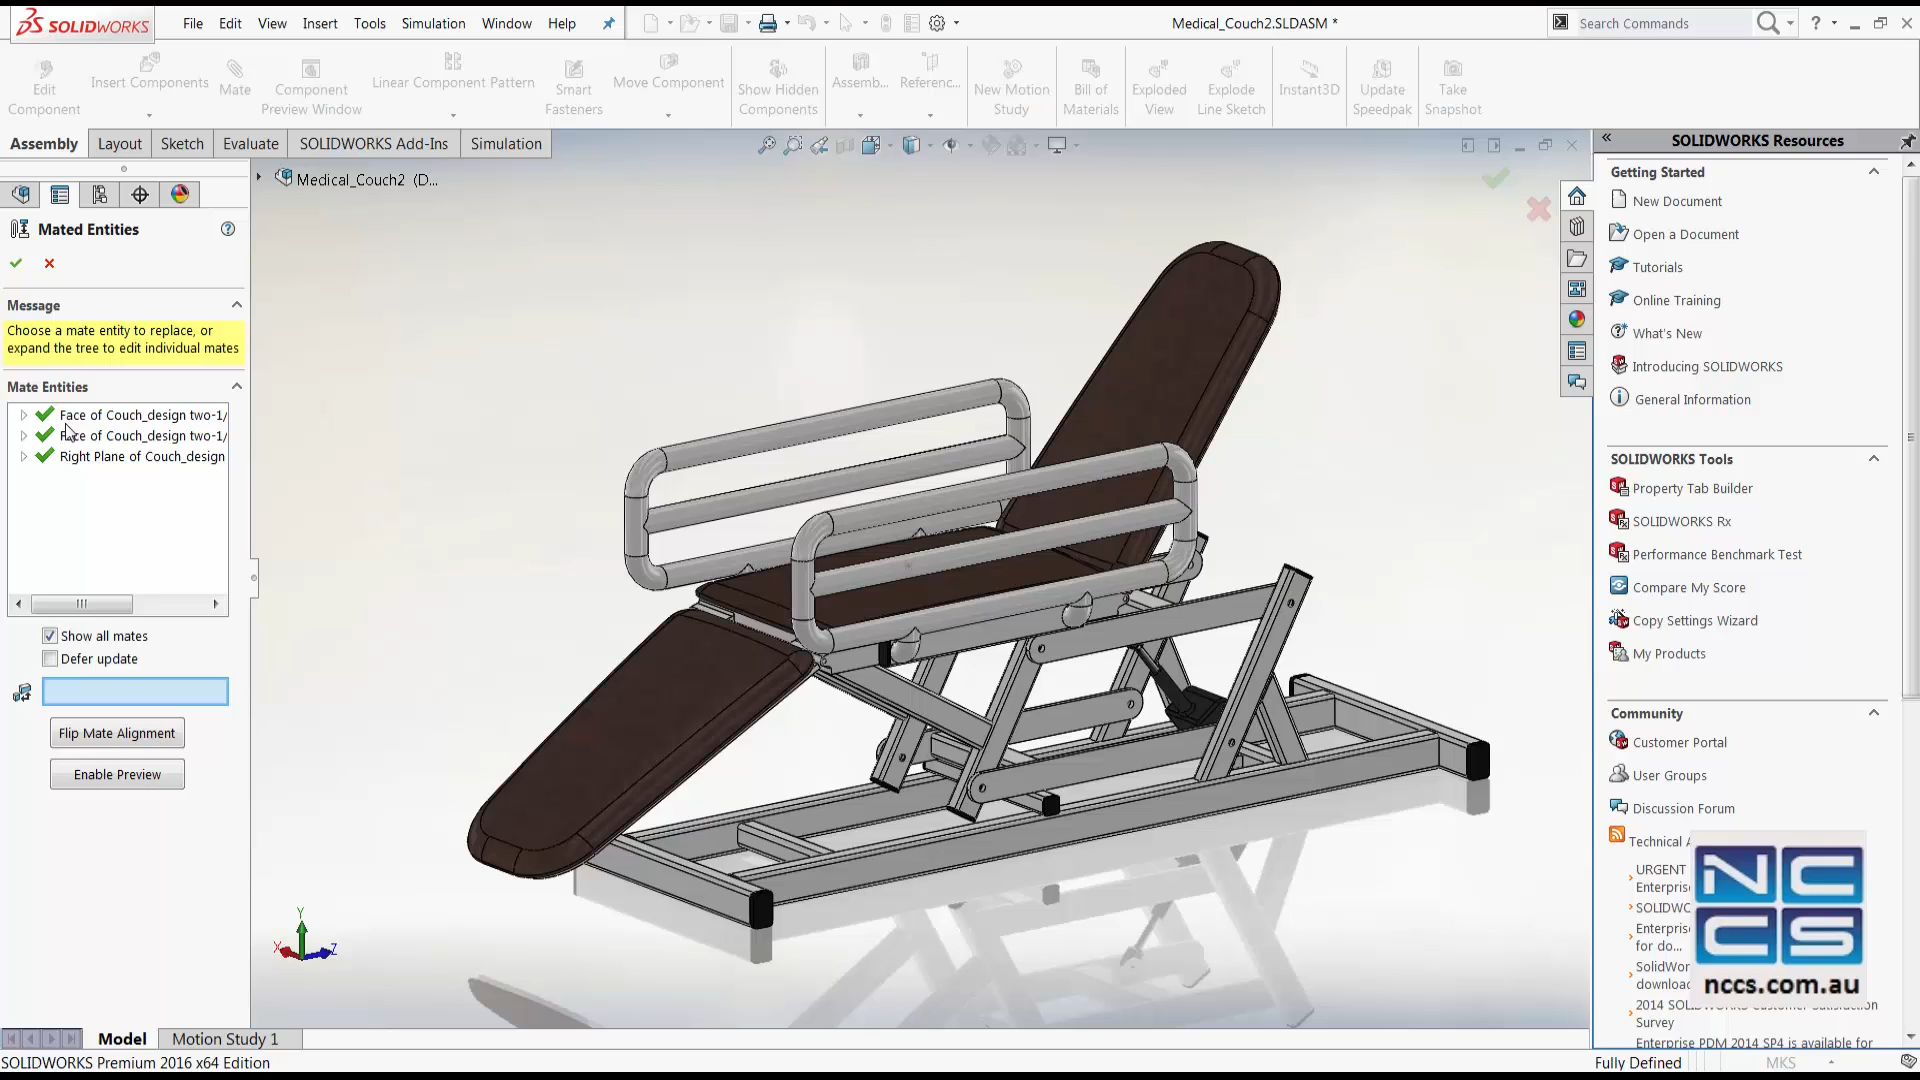 SOLIDWORKS
File Edit View Insert Tools Simulation Window Help
Medical_Couch2.SLDASM *
Search Commands
Edit Component
Insert Components
Mate
Component Preview Window
Linear Component Pattern
Smart Fasteners
Move Component
Show Hidden Components
Assemb...
Referenc...
New Motion Study
Bill of Materials
Exploded View
Explode Line Sketch
Instant3D
Update Speedpak
Take Snapshot
Assembly Layout Sketch Evaluate SOLIDWORKS Add-Ins Simulation
Medical_Couch2 (D...
Mated Entities
Message
Choose a mate entity to replace, or
expand the tree to edit individual mates
Mate Entities
Face of Couch_design two-1/
Face of Couch_design two-1/
Right Plane of Couch_design
Show all mates
Defer update
Flip Mate Alignment
Enable Preview
Y
X
Z
SOLIDWORKS Resources
Getting Started
New Document
Open a Document
Tutorials
Online Training
What's New
Introducing SOLIDWORKS
General Information
SOLIDWORKS Tools
Property Tab Builder
SOLIDWORKS Rx
Performance Benchmark Test
Compare My Score
Copy Settings Wizard
My Products
Community
Customer Portal
User Groups
Discussion Forum
Technical A
URGENT
Enterpris
SOLIDWO
Enterpris
for do...
SolidWor
download
2014 SOLIDWORKS Customer Satisfaction
Survey
Enterprise PDM 2014 SP4 is available for
NCCS
nccs.com.au
Model Motion Study 1
SOLIDWORKS Premium 2016 x64 Edition
Fully Defined
MKS